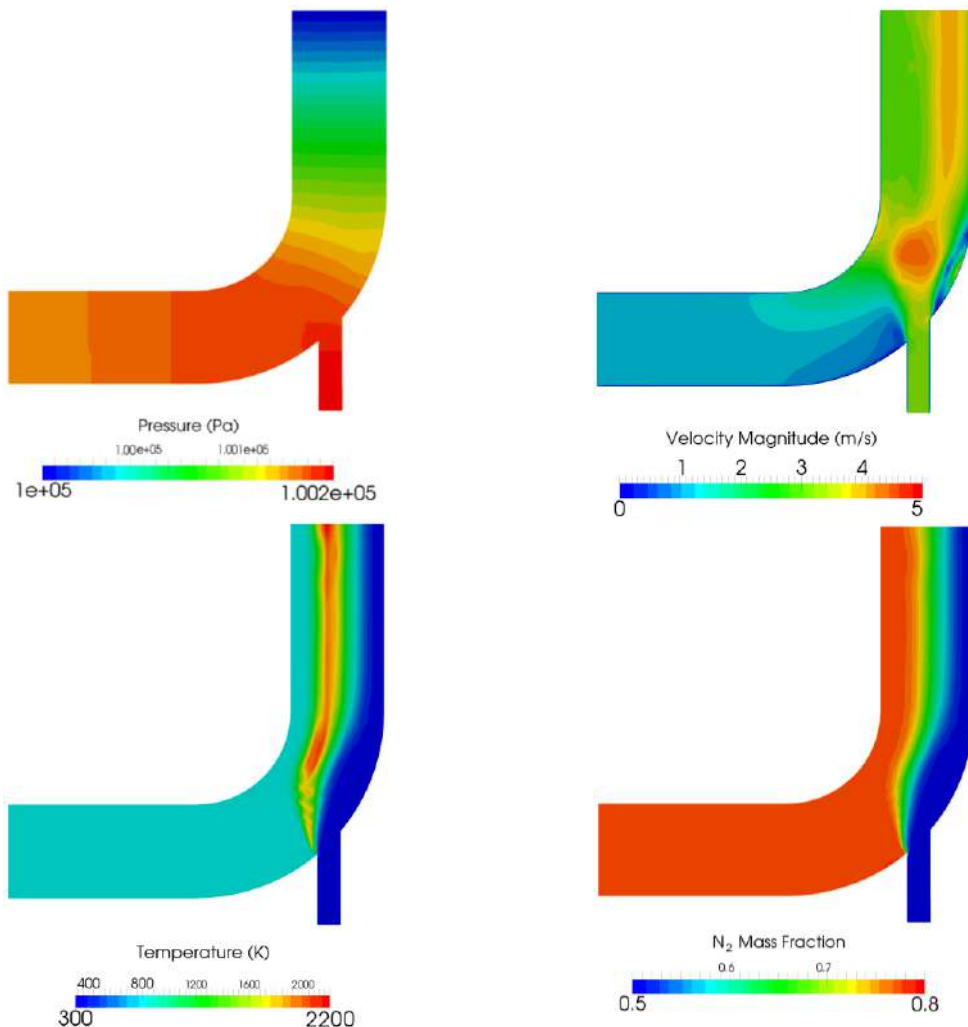 Pressure (Pa)
1.00e+05 1.001e+05
1e+05 1.002e+05
Velocity Magnitude (m/s)
1 2 3 4
0 5
Temperature (K)
400 800 1200 1600 2000
300 2200
N₂ Mass Fraction
0.6 0.7
0.5 0.8